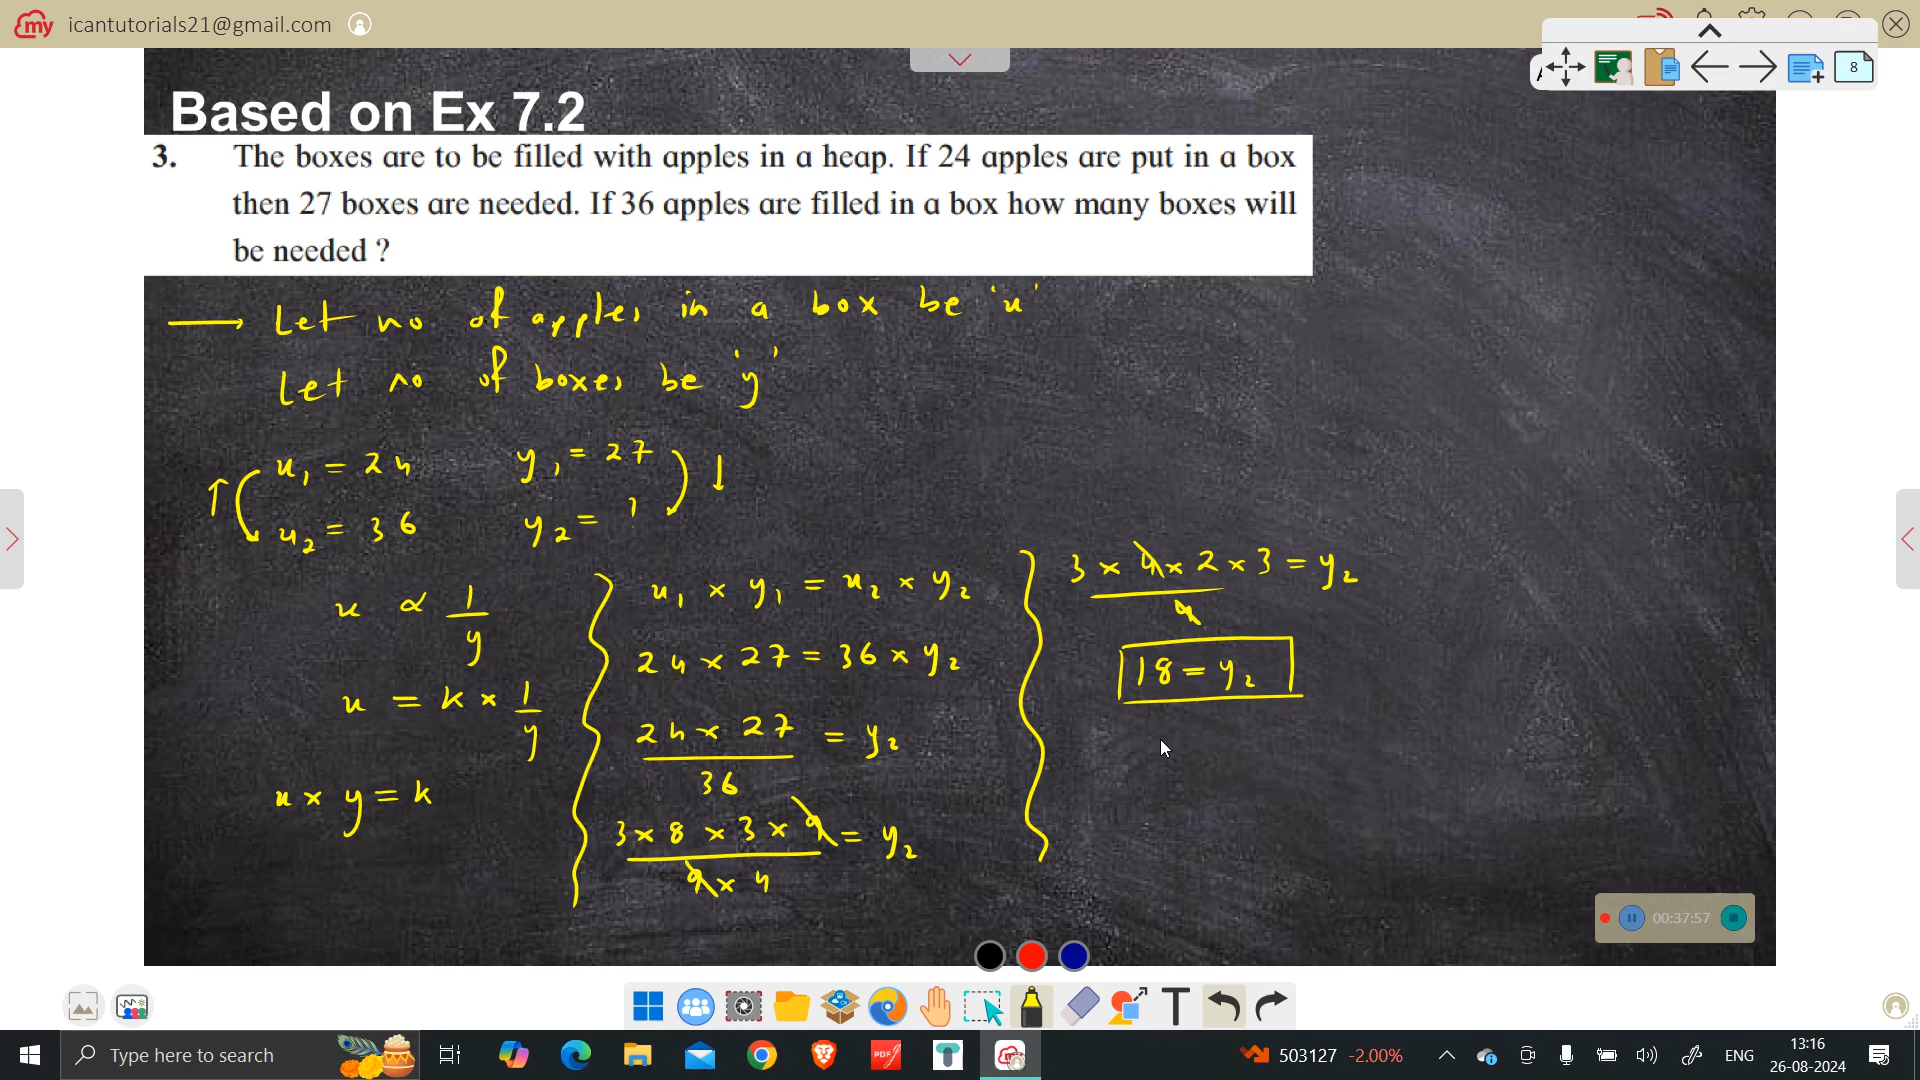 my icantutorials21@gmail.com
8
Based on Ex 7.2
3. The boxes are to be filled with apples in a heap. If 24 apples are put in a box
then 27 boxes are needed. If 36 apples are filled in a box how many boxes will
be needed ?
Let no of apples in a box be 'x'
Let no of boxes be 'y'
↑ x₁ = 24 y₁ = 27 ↓
x₂ = 36 y₂ = ?
x ∝ 1/y
x = k × 1/y
x × y = k
x₁ × y₁ = x₂ × y₂
24 × 27 = 36 × y₂
24 × 27 / 36 = y₂
3 × 8 × 3 × 9 / 9 × 4 = y₂
3 × 4 × 2 × 3 / 4 = y₂
18 = y₂
00:37:57
T
Type here to search
PDF
my
503127 -2.00%
ENG
13:16
26-08-2024